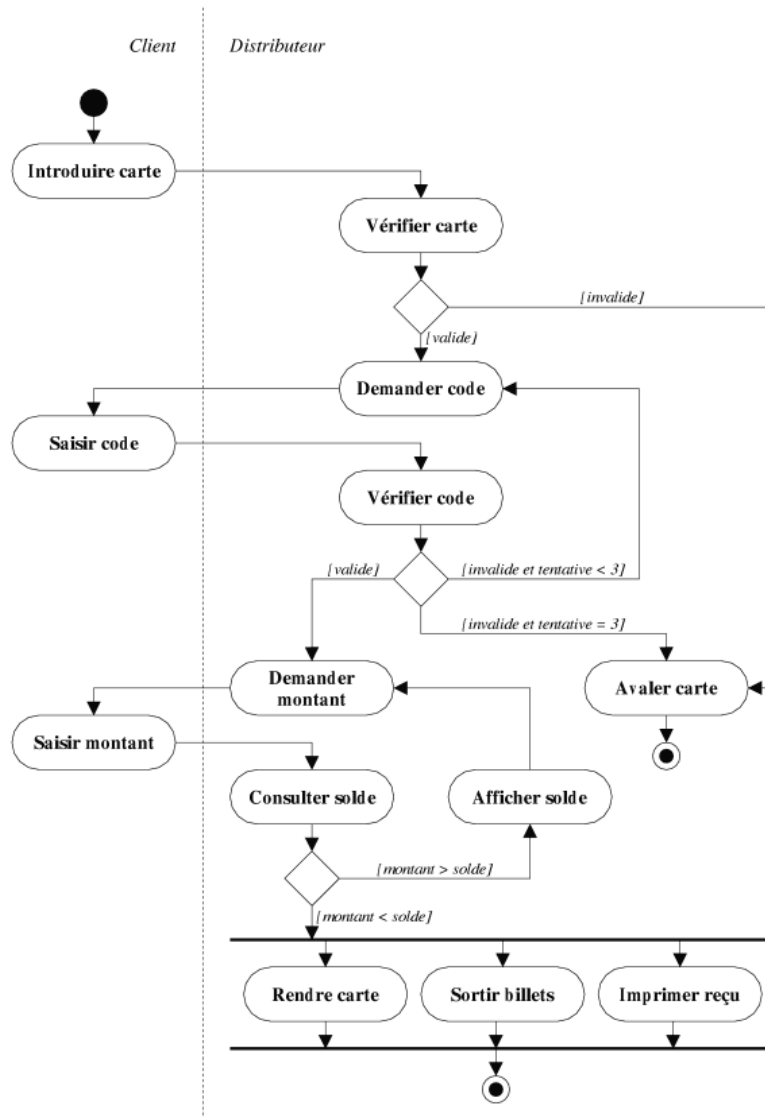 Client
Distributeur
Introduire carte
Vérifier carte
[invalide]
[valide]
Demander code
Saisir code
Vérifier code
[valide]
[invalide et tentative < 3]
[invalide et tentative = 3]
Demander
montant
Avaler carte
Saisir montant
Consulter solde
Afficher solde
[montant > solde]
[montant < solde]
Rendre carte
Sortir billets
Imprimer reçu